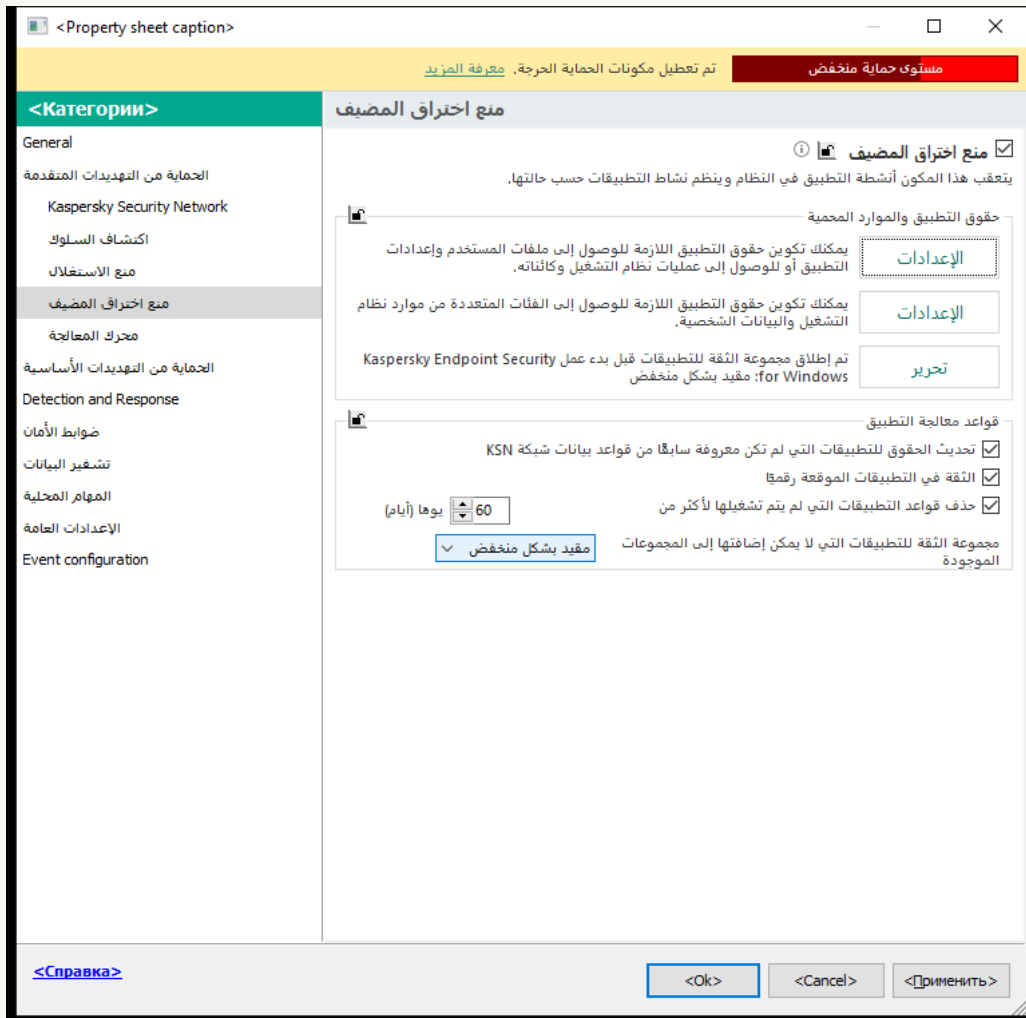 <Property sheet caption>
مستوى حماية منخفض
تم تعطيل مكونات الحماية الحرجة. معرفة المزيد
<Категории>
General
الحماية من التهديدات المتقدمة
Kaspersky Security Network
اكتشاف السلوك
منع الاستغلال
منع اختراق المضيف
محرك المعالجة
الحماية من التهديدات الأساسية
Detection and Response
ضوابط الأمان
تشفير البيانات
المهام المحلية
الإعدادات العامة
Event configuration
منع اختراق المضيف
منع اختراق المضيف
يتعقب هذا المكون أنشطة التطبيق في النظام وينظم نشاط التطبيقات حسب حالتها.
حقوق التطبيق والموارد المحمية
الإعدادات
يمكنك تكوين حقوق التطبيق اللازمة للوصول إلى ملفات المستخدم وإعدادات
التطبيق أو للوصول إلى عمليات نظام التشغيل وكائناته.
الإعدادات
يمكنك تكوين حقوق التطبيق اللازمة للوصول إلى الفئات المتعددة من موارد نظام
التشغيل والبيانات الشخصية.
تحرير
تم إطلاق مجموعة الثقة للتطبيقات قبل بدء عمل Kaspersky Endpoint Security
for Windows: مقيد بشكل منخفض
قواعد معالجة التطبيق
تحديث الحقوق للتطبيقات التي لم تكن معروفة سابقًا من قواعد بيانات شبكة KSN
الثقة في التطبيقات الموقعة رقميًا
حذف قواعد التطبيقات التي لم يتم تشغيلها لأكثر من 60 يوها (أيام)
مجموعة الثقة للتطبيقات التي لا يمكن إضافتها إلى المجموعات
الموجودة
مقيد بشكل منخفض
<Справка>
<Ok>
<Cancel>
<Применить>